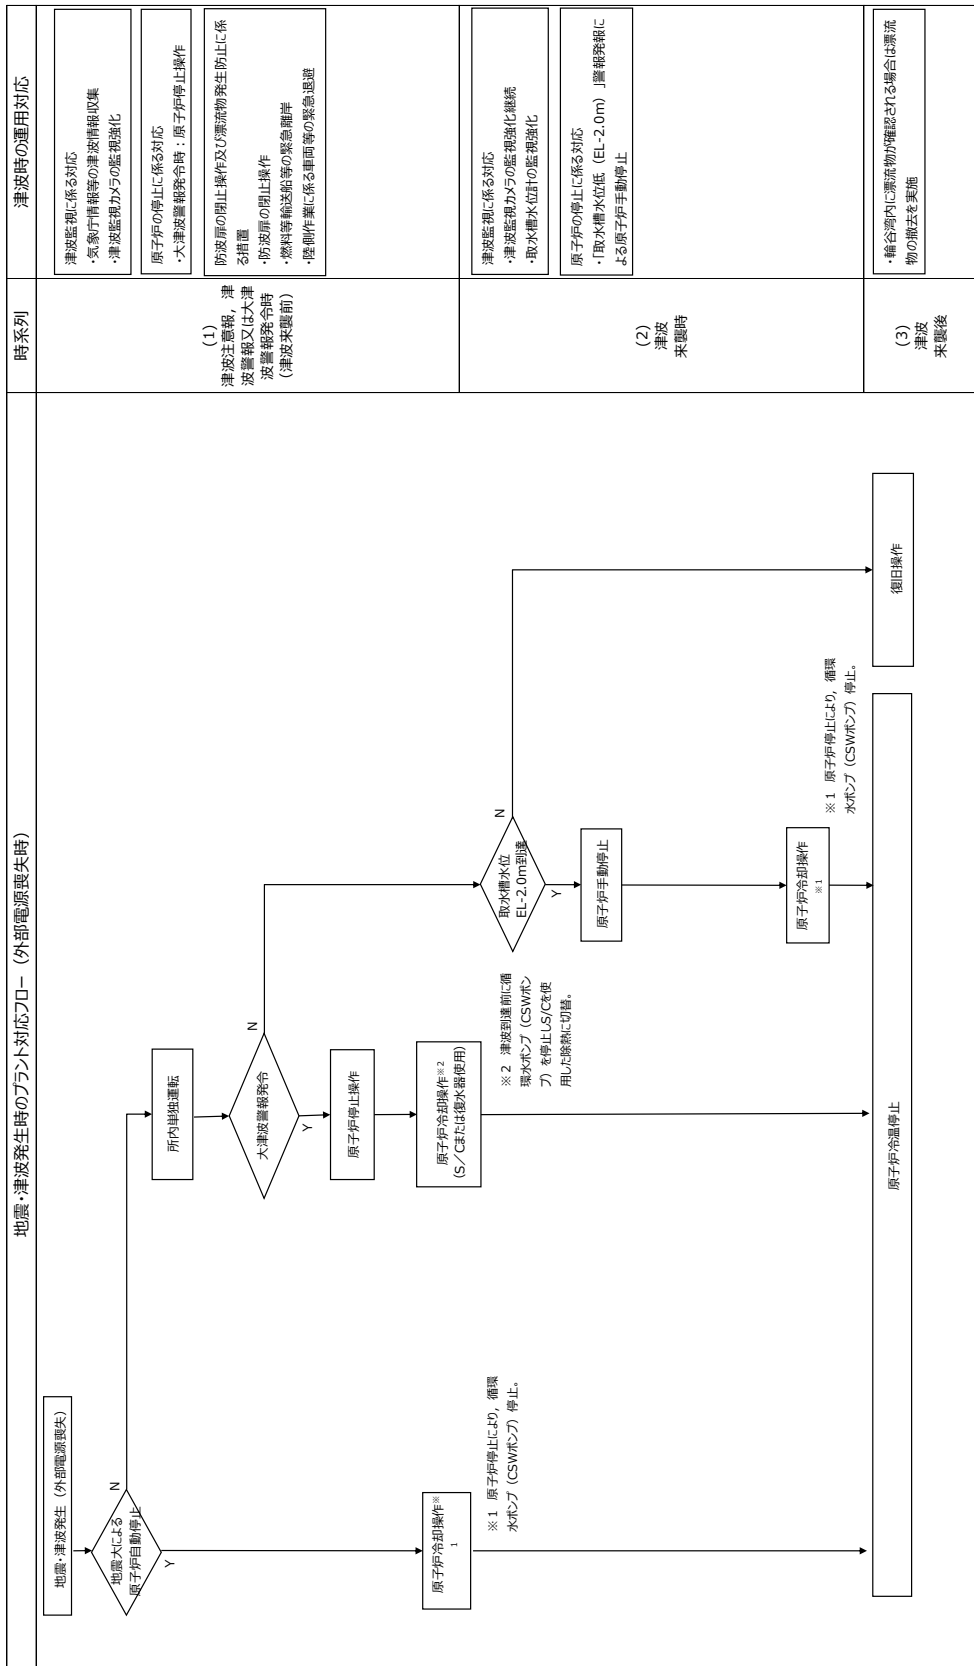 地震・津波発生時のプラント対応フロー（外部電源喪失時）
時系列
津波時の運用対応
地震・津波発生（外部電源喪失）
地震大による
原子炉自動停止
N
Y
原子炉冷却操作※
1
※１ 原子炉停止により，循環
水ポンプ（CSWポンプ）停止。
所内単独運転
大津波警報発令
N
Y
原子炉停止操作
原子炉冷却操作※２
（S／Cまたは復水器使用）
※２ 津波到達前に循
環水ポンプ（CSWポン
プ）を停止しS/Cを使
用した除熱に切替。
取水槽水位
EL-2.0m到達
N
Y
原子炉手動停止
原子炉冷却操作
※１
※１ 原子炉停止により，循環
水ポンプ（CSWポンプ）停止。
原子炉冷温停止
復旧操作
(1)
津波注意報，津
波警報又は大津
波警報発令時
（津波来襲前）
津波監視に係る対応
・気象庁情報等の津波情報収集
・津波監視カメラの監視強化
原子炉の停止に係る対応
・大津波警報発令時：原子炉停止操作
防波扉の閉止操作及び漂流物発生防止に係
る措置
・防波扉の閉止操作
・燃料等輸送船等の緊急離岸
・陸側作業に係る車両等の緊急退避
(2)
津波
来襲時
津波監視に係る対応
・津波監視カメラの監視強化継続
・取水槽水位計の監視強化
原子炉の停止に係る対応
・「取水槽水位低（EL-2.0m）」警報発報に
よる原子炉手動停止
(3)
津波
来襲後
・輪谷湾内に漂流物が確認される場合は漂流
物の撤去を実施